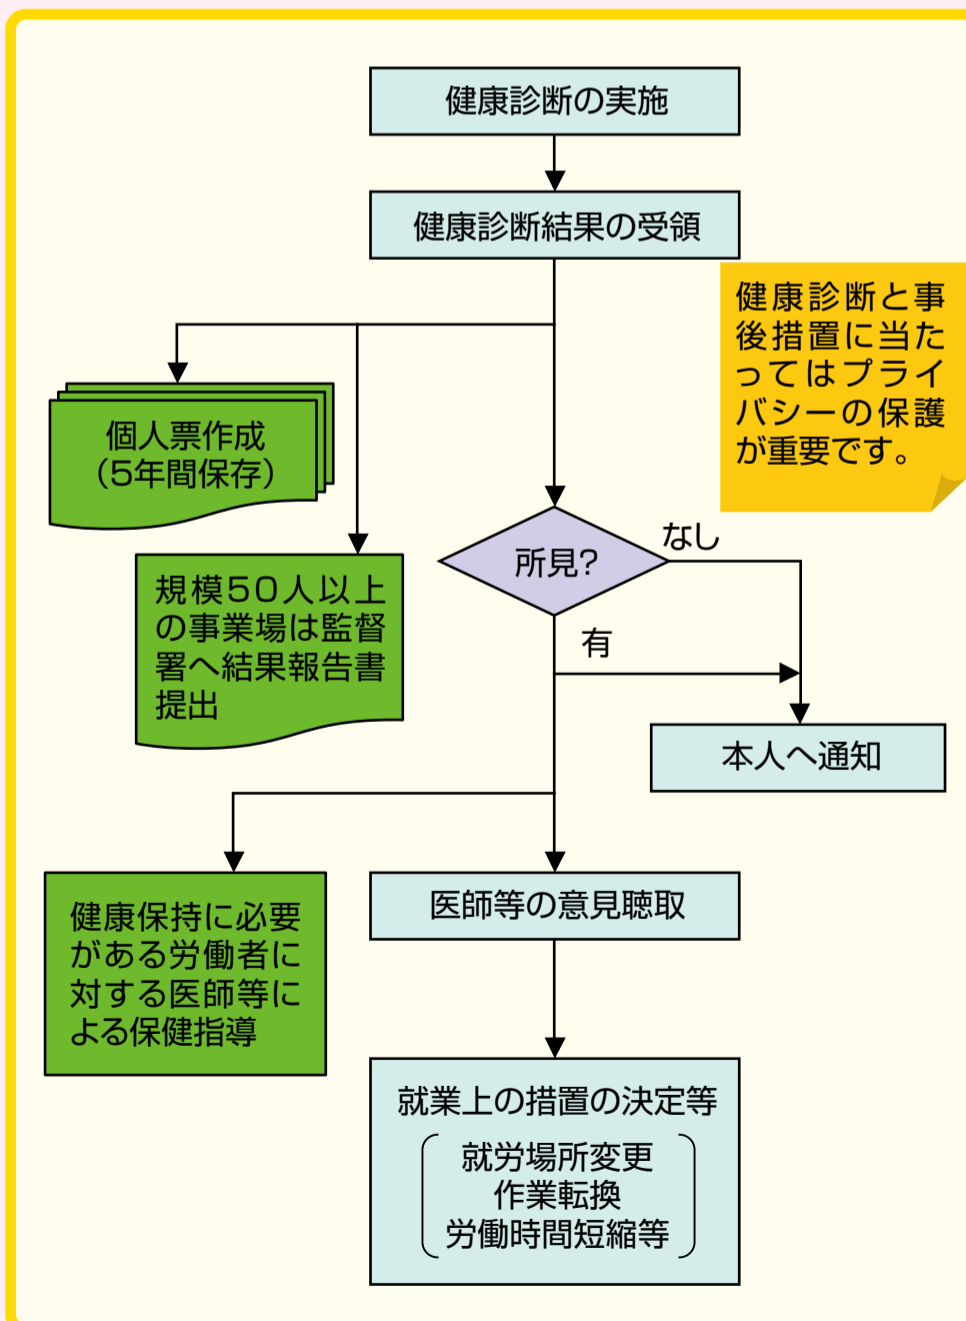 健康診断の実施
健康診断結果の受領
健康診断と事
後措置に当た
ってはプライ
バシーの保護
が重要です。
個人票作成
（5年間保存）
所見？
なし
有
規模50人以上
の事業場は監督
署へ結果報告書
提出
本人へ通知
健康保持に必要
がある労働者に
対する医師等に
よる保健指導
医師等の意見聴取
就業上の措置の決定等
就労場所変更
作業転換
労働時間短縮等